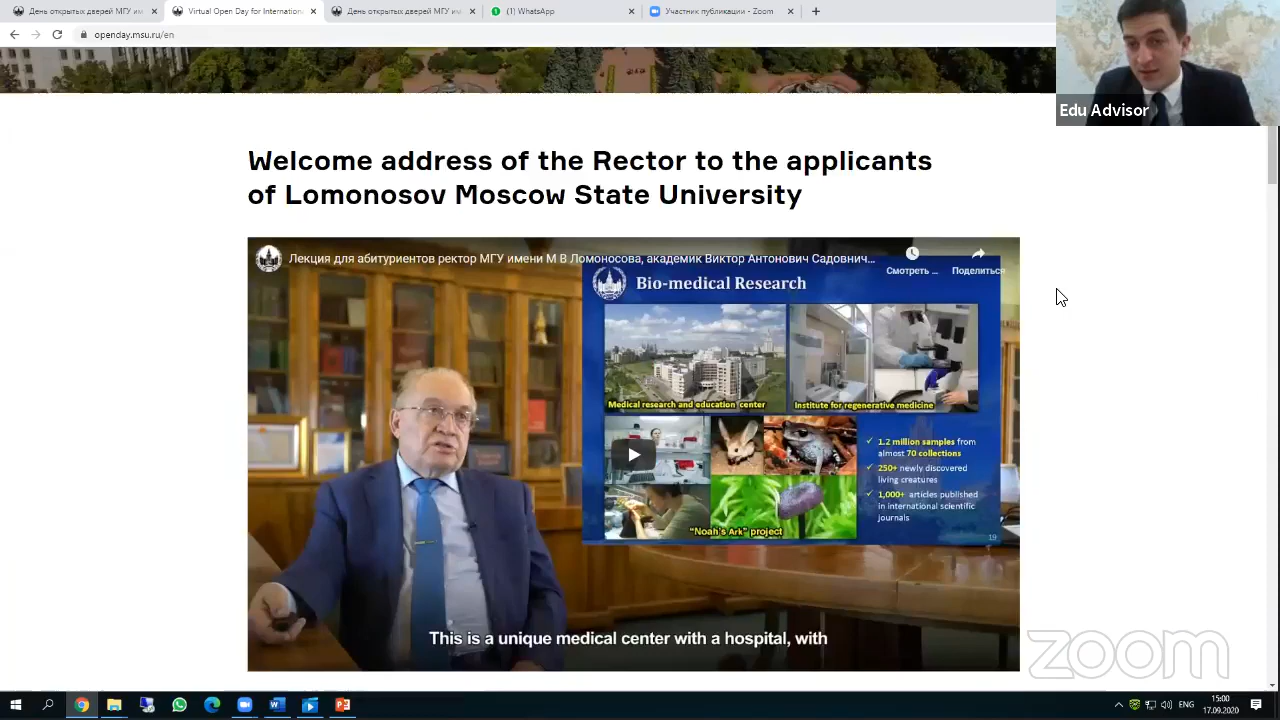 День открытых дверей МГУ им
Virtual Open Day for Internation
День открытых дверей МГУ им
(1) WhatsApp
Участник публикации - Zoom
openday.msu.ru/en
Edu Advisor
Welcome address of the Rector to the applicants
of Lomonosov Moscow State University
Лекция для абитуриентов ректор МГУ имени М В Ломоносова, академик Виктор Антонович Садовнич...
Смотреть ...
Поделиться
Bio-medical Research
Medical research and education center
Institute for regenerative medicine
1.2 million samples from
almost 70 collections
250+ newly discovered
living creatures
1,000+ articles published
in international scientific
journals
"Noah's Ark" project
19
This is a unique medical center with a hospital, with
zoom
ENG
15:00
17.09.2020